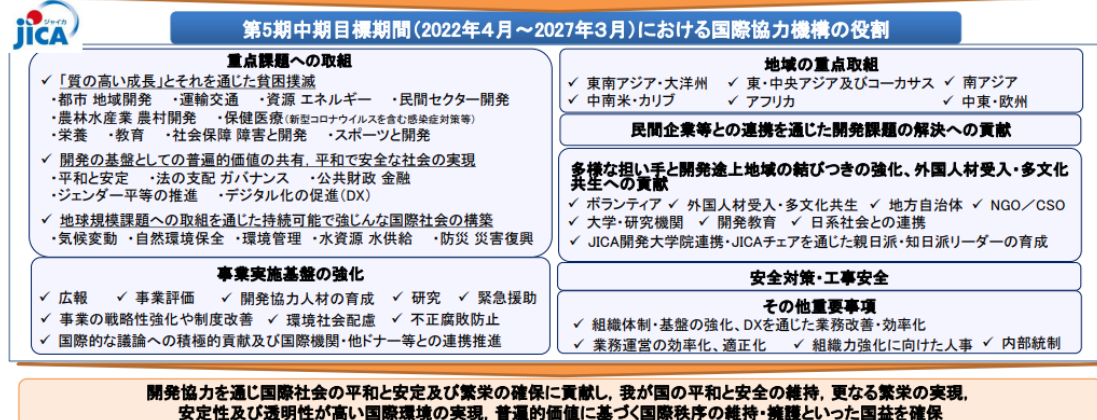 ジャイカ
JICA
第5期中期目標期間(2022年4月～2027年3月)における国際協力機構の役割
重点課題への取組
✓ 「質の高い成長」とそれを通じた貧困撲滅
・都市 地域開発 ・運輸交通 ・資源 エネルギー ・民間セクター開発
・農林水産業 農村開発 ・保健医療(新型コロナウイルスを含む感染症対策等)
・栄養 ・教育 ・社会保障 障害と開発 ・スポーツと開発
✓ 開発の基盤としての普遍的価値の共有，平和で安全な社会の実現
・平和と安定 ・法の支配 ガバナンス ・公共財政 金融
・ジェンダー平等の推進 ・デジタル化の促進(DX)
✓ 地球規模課題への取組を通じた持続可能で強じんな国際社会の構築
・気候変動 ・自然環境保全 ・環境管理 ・水資源 水供給 ・防災 災害復興
事業実施基盤の強化
✓ 広報 ✓ 事業評価 ✓ 開発協力人材の育成 ✓ 研究 ✓ 緊急援助
✓ 事業の戦略性強化や制度改善 ✓ 環境社会配慮 ✓ 不正腐敗防止
✓ 国際的な議論への積極的貢献及び国際機関・他ドナー等との連携推進
地域の重点取組
✓ 東南アジア・大洋州 ✓ 東・中央アジア及びコーカサス ✓ 南アジア
✓ 中南米・カリブ ✓ アフリカ ✓ 中東・欧州
民間企業等との連携を通じた開発課題の解決への貢献
多様な担い手と開発途上地域の結びつきの強化、外国人材受入・多文化
共生への貢献
✓ ボランティア ✓ 外国人材受入・多文化共生 ✓ 地方自治体 ✓ NGO／CSO
✓ 大学・研究機関 ✓ 開発教育 ✓ 日系社会との連携
✓ JICA開発大学院連携・JICAチェアを通じた親日派・知日派リーダーの育成
安全対策・工事安全
その他重要事項
✓ 組織体制・基盤の強化、DXを通じた業務改善・効率化
✓ 業務運営の効率化、適正化 ✓ 組織力強化に向けた人事 ✓ 内部統制
開発協力を通じ国際社会の平和と安定及び繁栄の確保に貢献し，我が国の平和と安全の維持，更なる繁栄の実現，
安定性及び透明性が高い国際環境の実現，普遍的価値に基づく国際秩序の維持・擁護といった国益を確保